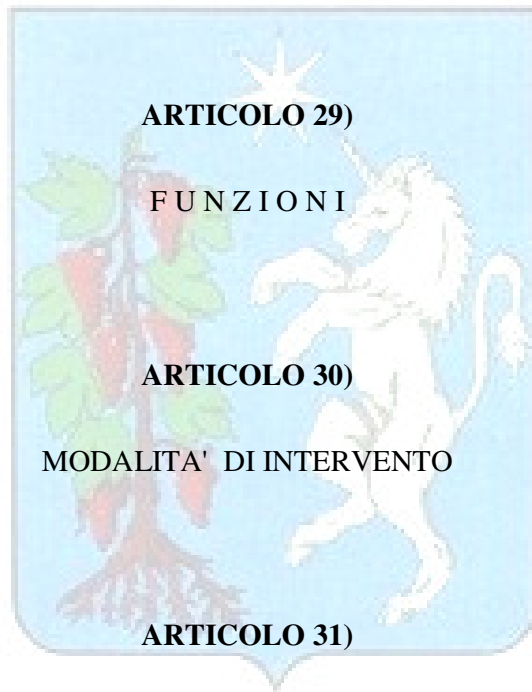 ARTICOLO 29)
F U N Z I O N I
ARTICOLO 30)
MODALITA' DI INTERVENTO
ARTICOLO 31)